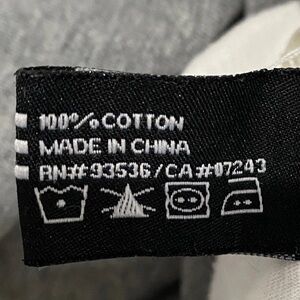 100% COTTON
MADE IN CHINA
RN# 93536 / CA #07243